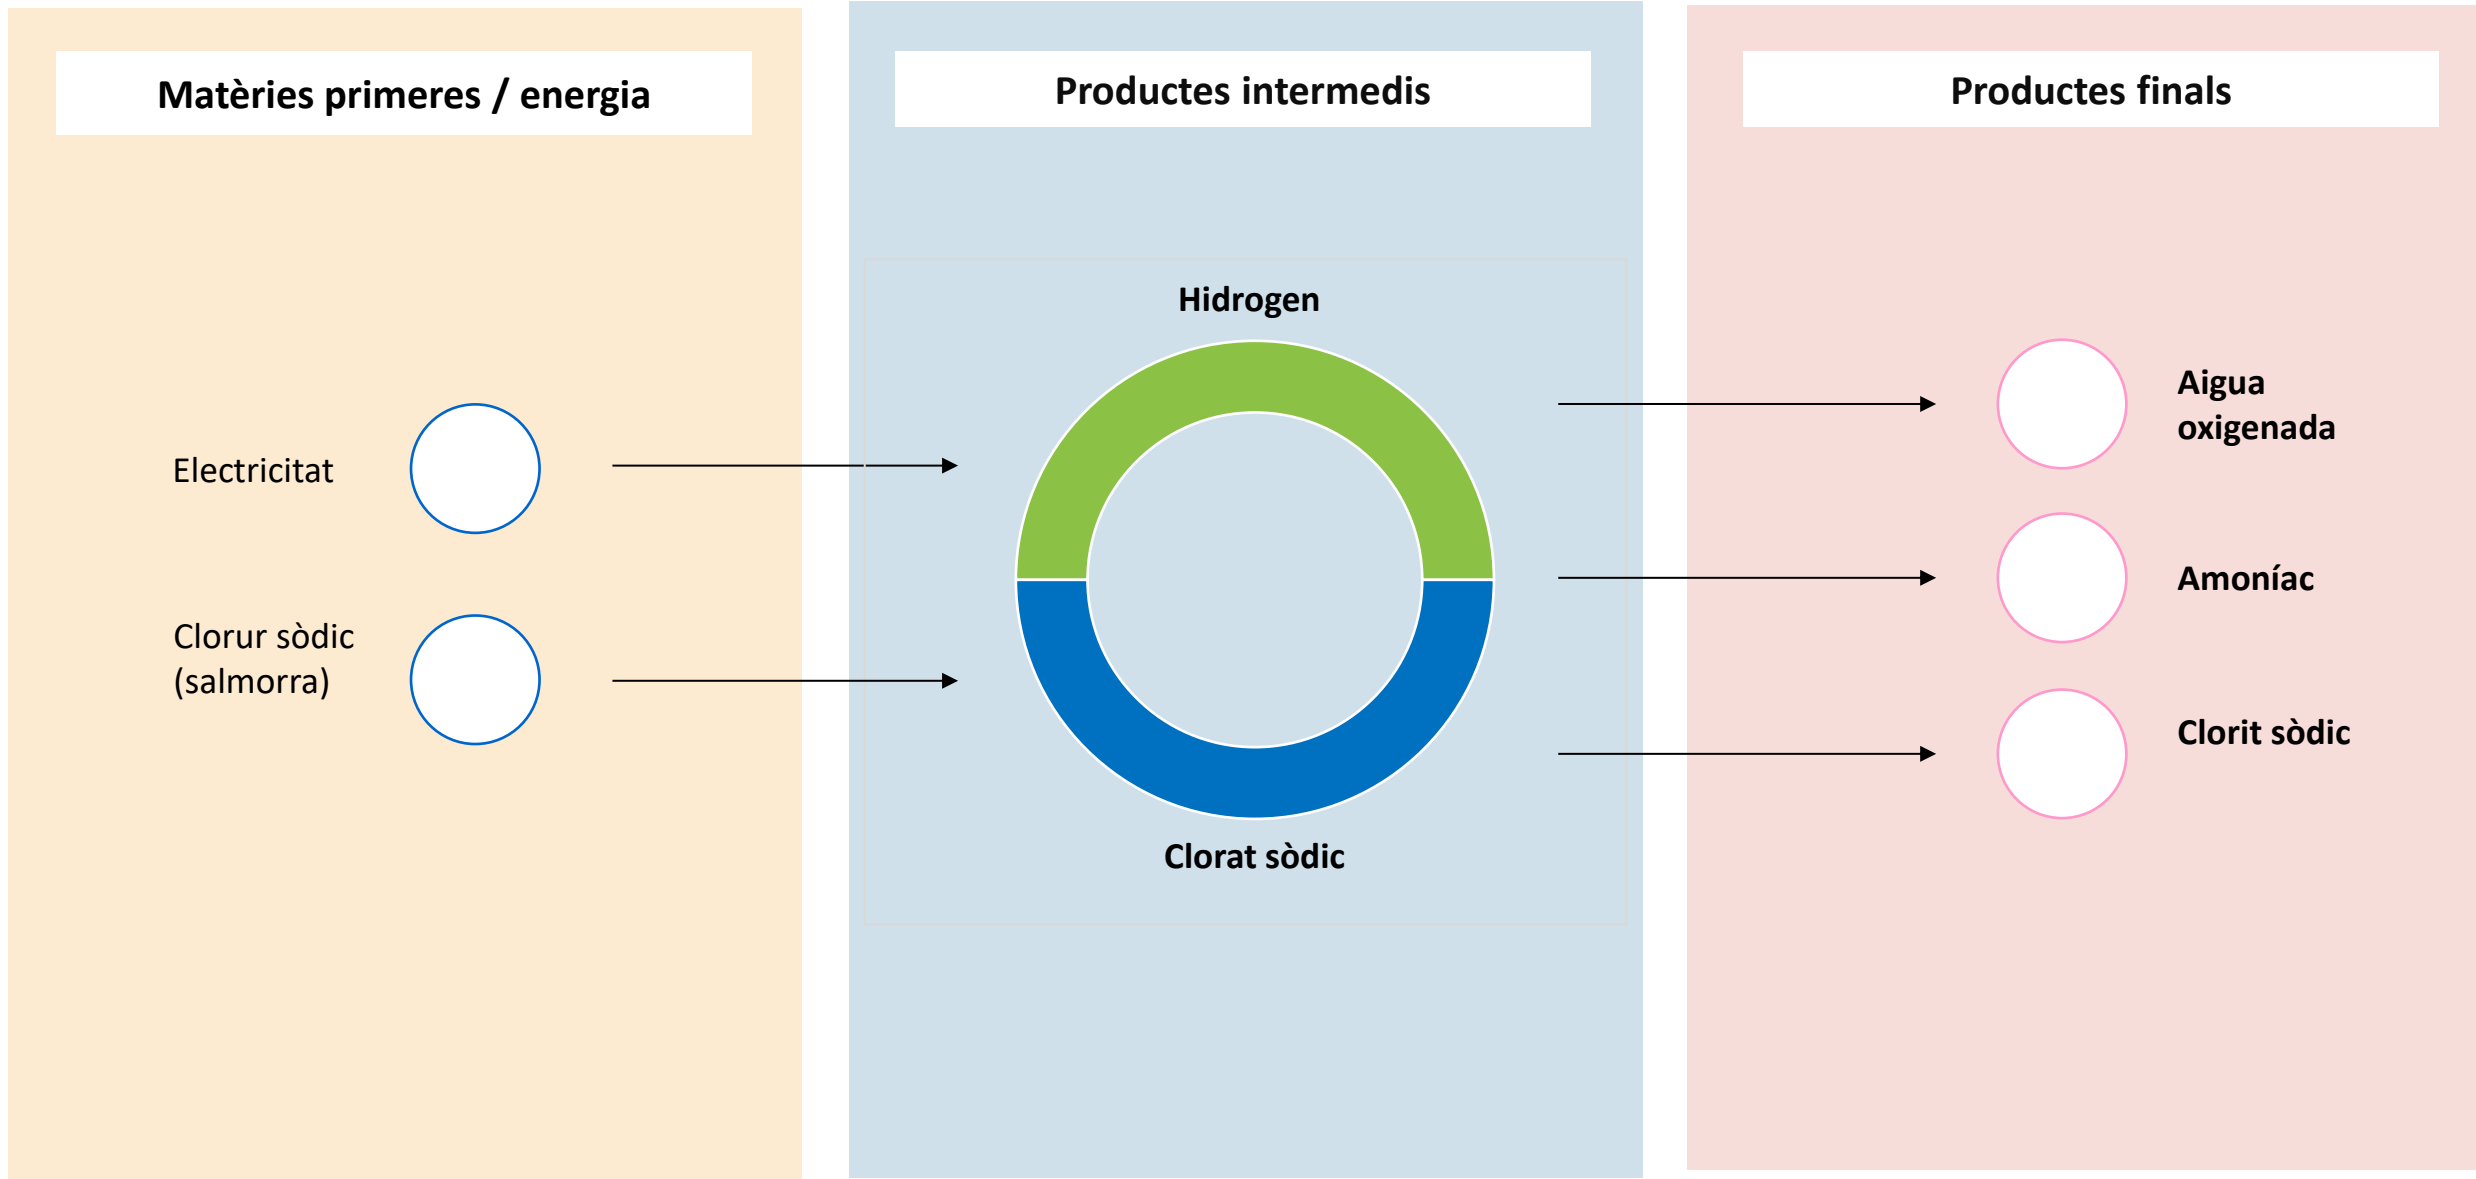 Matèries primeres / energia
Productes intermedis
Productes finals
Electricitat
Clorur sòdic
(salmorra)
Hidrogen
Clorat sòdic
Aigua
oxigenada
Amoníac
Clorit sòdic